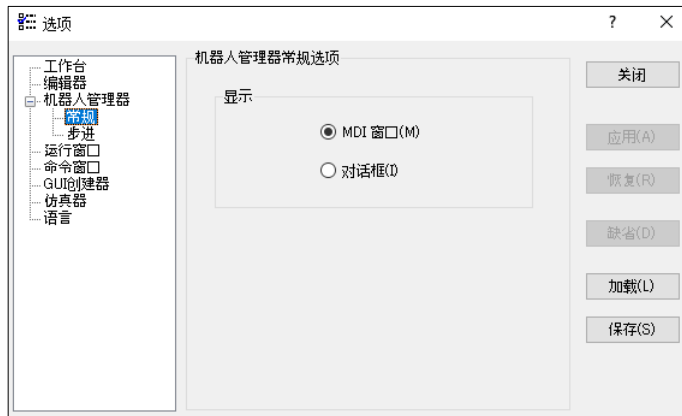 选项
?
工作台
编辑器
机器人管理器
常规
步进
运行窗口
命令窗口
GUI创建器
仿真器
语言
机器人管理器常规选项
显示
MDI 窗口(M)
对话框(I)
关闭
应用(A)
恢复(R)
缺省(D)
加载(L)
保存(S)